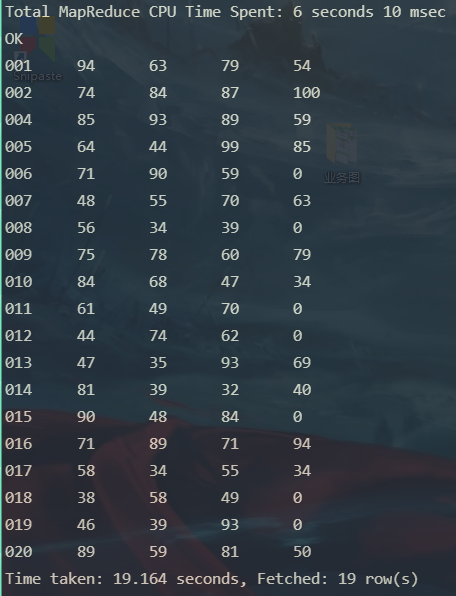 Total MapReduce CPU Time Spent: 6 seconds 10 msec
OK
001 94 63 79 54
Snipaste
002 74 84 87 100
004 85 93 89 59
005 64 44 99 85
006 71 90 59 0
业务图
007 48 55 70 63
008 56 34 39 0
009 75 78 60 79
010 84 68 47 34
011 61 49 70 0
012 44 74 62 0
013 47 35 93 69
014 81 39 32 40
015 90 48 84 0
016 71 89 71 94
017 58 34 55 34
018 38 58 49 0
019 46 39 93 0
020 89 59 81 50
Time taken: 19.164 seconds, Fetched: 19 row(s)